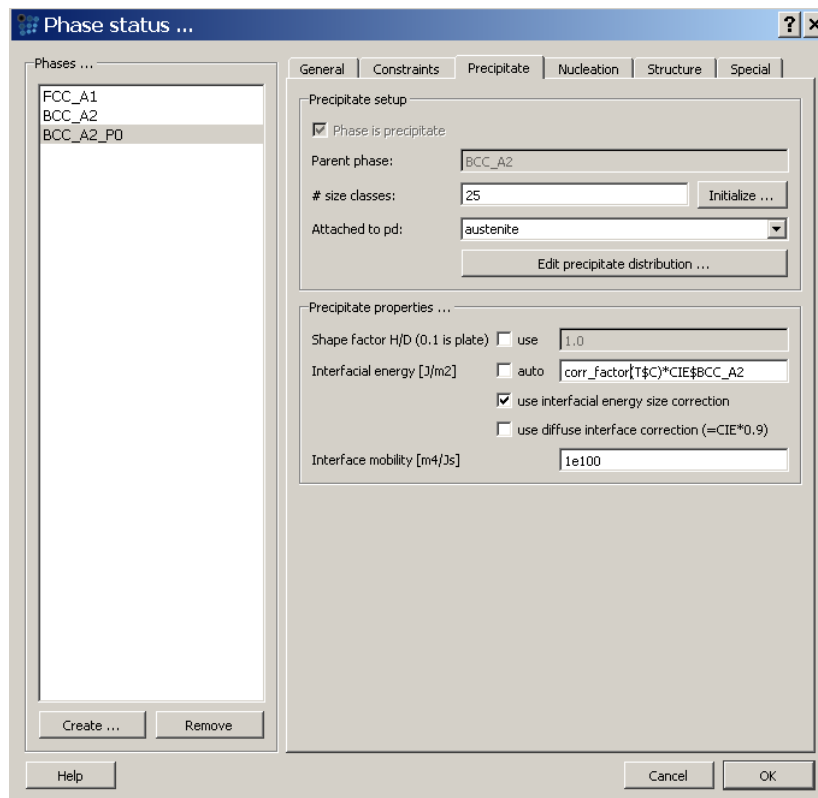 Phase status ...
Phases ...
FCC_A1
BCC_A2
BCC_A2_P0
Create ...
Remove
General
Constraints
Precipitate
Nucleation
Structure
Special
Precipitate setup
Phase is precipitate
Parent phase:
BCC_A2
# size classes:
25
Initialize ...
Attached to pd:
austenite
Edit precipitate distribution ...
Precipitate properties ...
Shape factor H/D (0.1 is plate)
use
1.0
Interfacial energy [J/m2]
auto
corr_factor(T$C)*CIE$BCC_A2
use interfacial energy size correction
use diffuse interface correction (=CIE*0.9)
Interface mobility [m4/Js]
1e100
Help
Cancel
OK